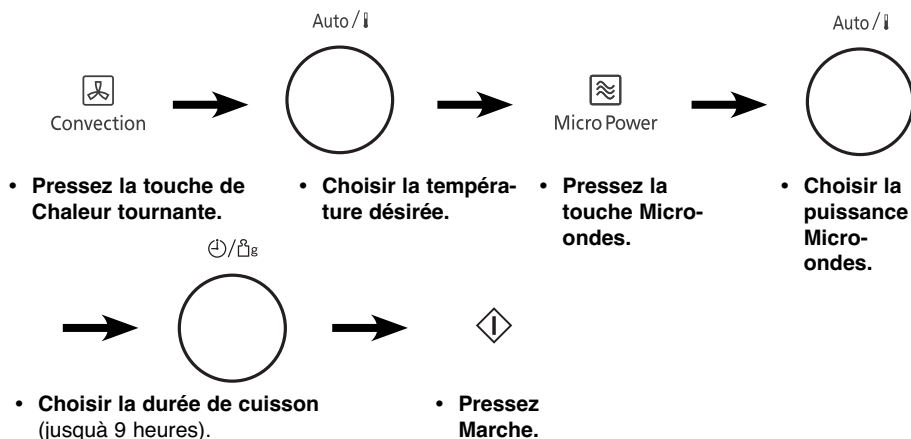 Auto/
Auto/
Convection
Micro Power
• Pressez la touche de
Chaleur tournante.
• Choisir la tempéra-
ture désirée.
• Pressez la
touche Micro-
ondes.
• Choisir la
puissance
Micro-
ondes.
/g
• Choisir la durée de cuisson
(jusquà 9 heures).
• Pressez
Marche.